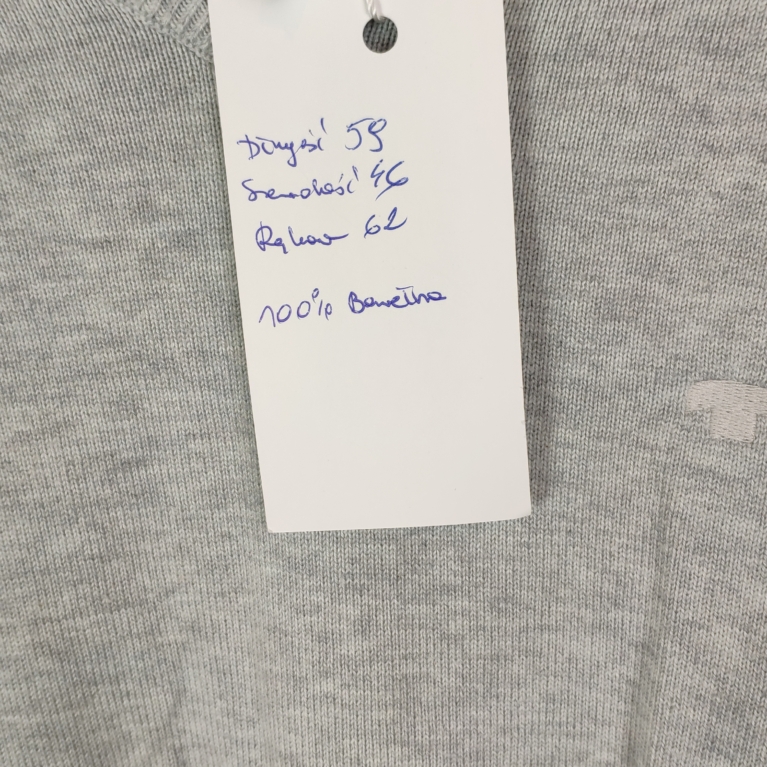 Długość 59
Szerokość 46
Rękaw 62
100% Bawełna